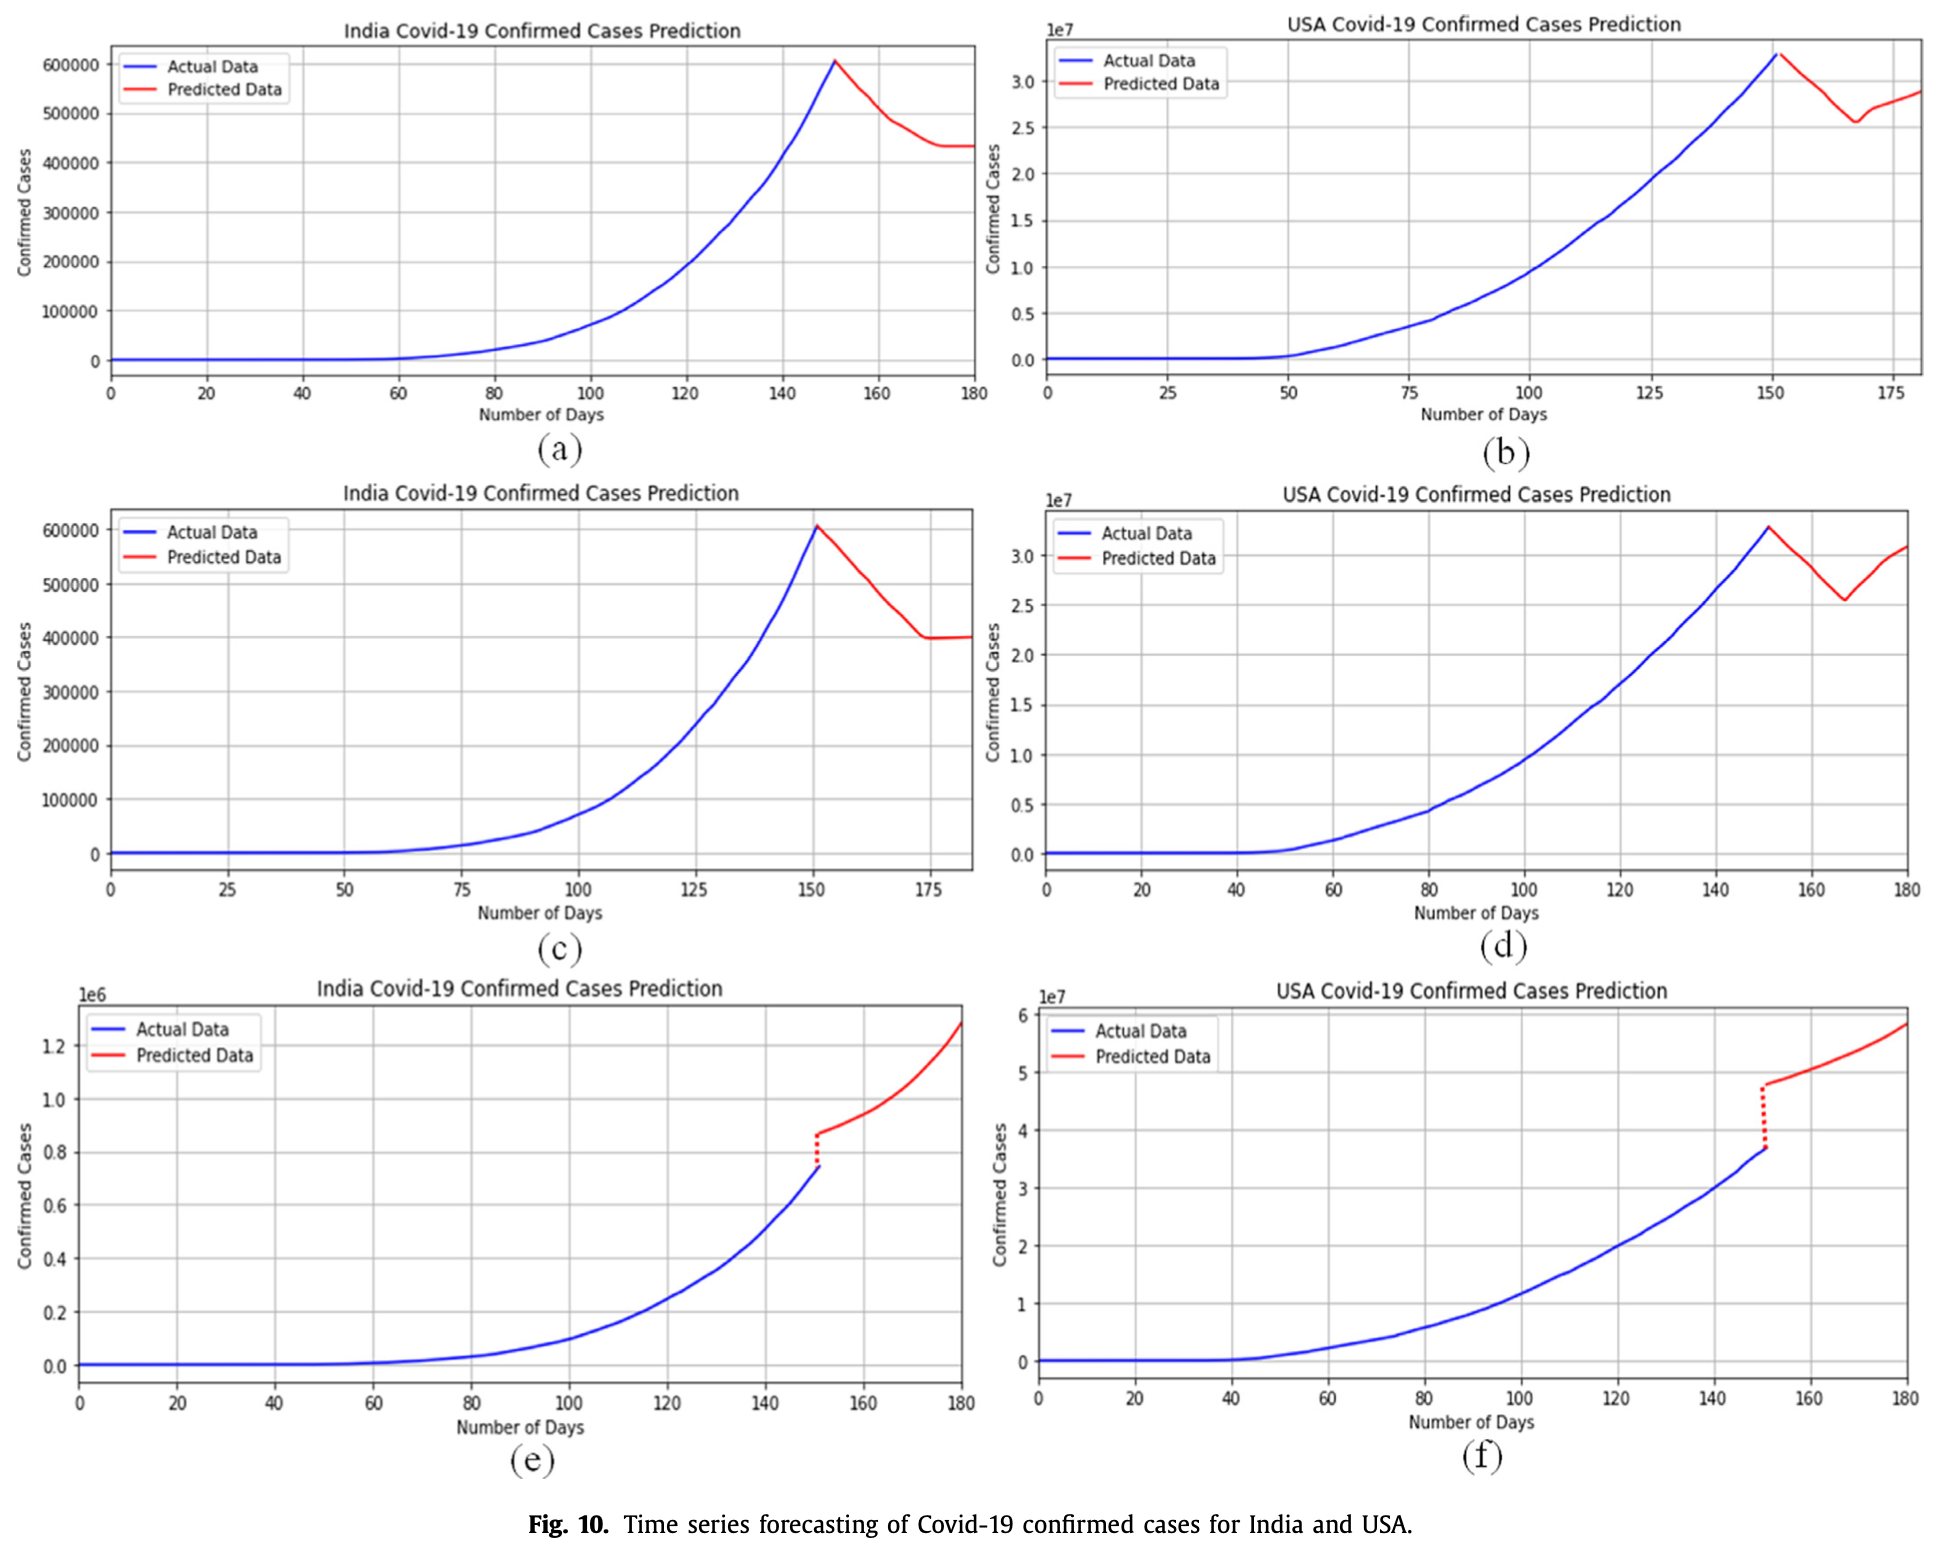 India Covid-19 Confirmed Cases Prediction
Actual Data
Predicted Data
600000
500000
400000
300000
200000
100000
0
Confirmed Cases
0 20 40 60 80 100 120 140 160 180
Number of Days
(a)
USA Covid-19 Confirmed Cases Prediction
1e7
Actual Data
Predicted Data
3.0
2.5
2.0
1.5
1.0
0.5
0.0
Confirmed Cases
0 25 50 75 100 125 150 175
Number of Days
(b)
India Covid-19 Confirmed Cases Prediction
Actual Data
Predicted Data
600000
500000
400000
300000
200000
100000
0
Confirmed Cases
0 25 50 75 100 125 150 175
Number of Days
(c)
USA Covid-19 Confirmed Cases Prediction
1e7
Actual Data
Predicted Data
3.0
2.5
2.0
1.5
1.0
0.5
0.0
Confirmed Cases
0 20 40 60 80 100 120 140 160 180
Number of Days
(d)
India Covid-19 Confirmed Cases Prediction
1e6
Actual Data
Predicted Data
1.2
1.0
0.8
0.6
0.4
0.2
0.0
Confirmed Cases
0 20 40 60 80 100 120 140 160 180
Number of Days
(e)
USA Covid-19 Confirmed Cases Prediction
1e7
Actual Data
Predicted Data
6
5
4
3
2
1
0
Confirmed Cases
0 20 40 60 80 100 120 140 160 180
Number of Days
(f)
Fig. 10. Time series forecasting of Covid-19 confirmed cases for India and USA.